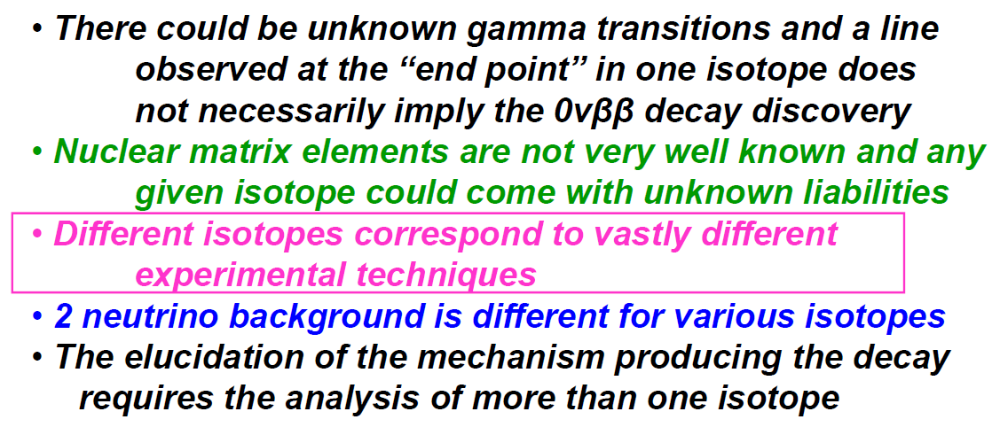 • There could be unknown gamma transitions and a line
observed at the “end point” in one isotope does
not necessarily imply the 0νββ decay discovery
• Nuclear matrix elements are not very well known and any
given isotope could come with unknown liabilities
• Different isotopes correspond to vastly different
experimental techniques
• 2 neutrino background is different for various isotopes
• The elucidation of the mechanism producing the decay
requires the analysis of more than one isotope